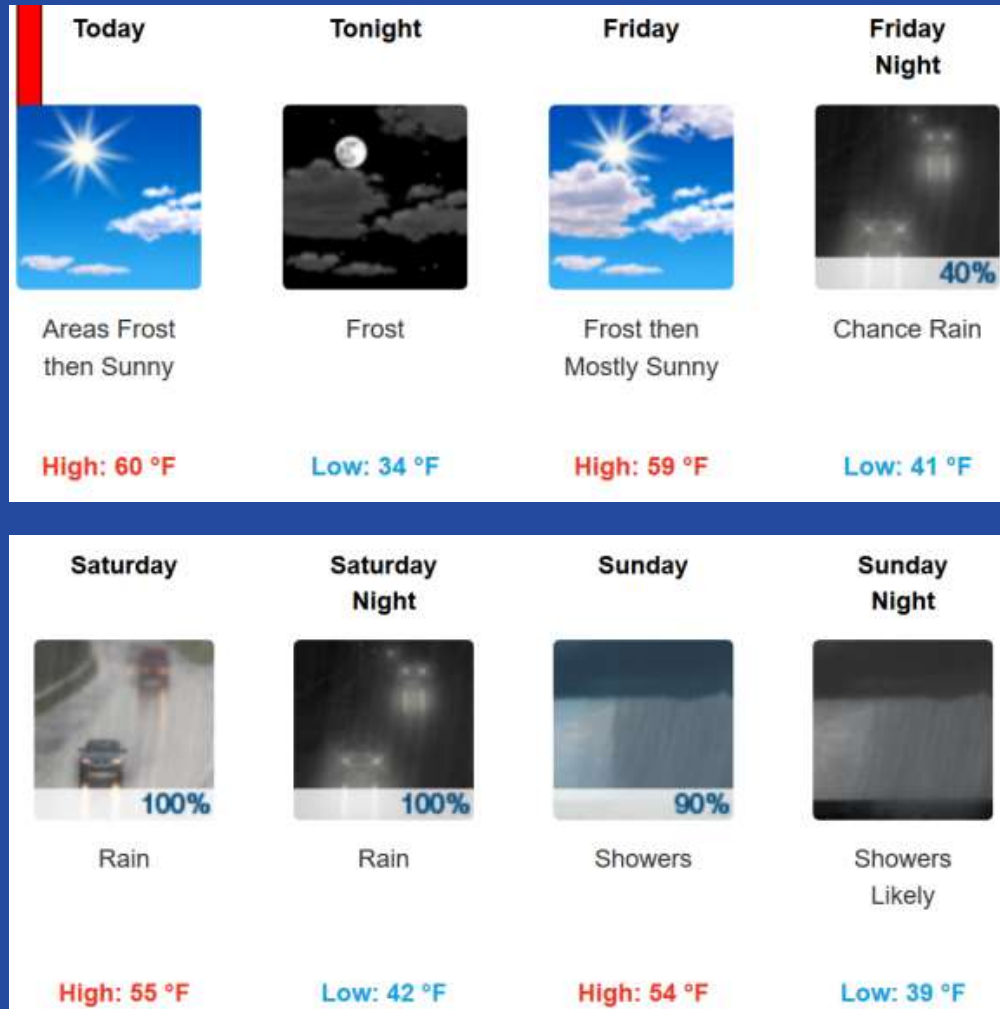 Today
Tonight
Friday
Friday
Night
40%
Areas Frost
then Sunny
Frost
Frost then
Mostly Sunny
Chance Rain
High: 60 °F
Low: 34 °F
High: 59 °F
Low: 41 °F
Saturday
Saturday
Night
Sunday
Sunday
Night
100%
100%
90%
Rain
Rain
Showers
Showers
Likely
High: 55 °F
Low: 42 °F
High: 54 °F
Low: 39 °F